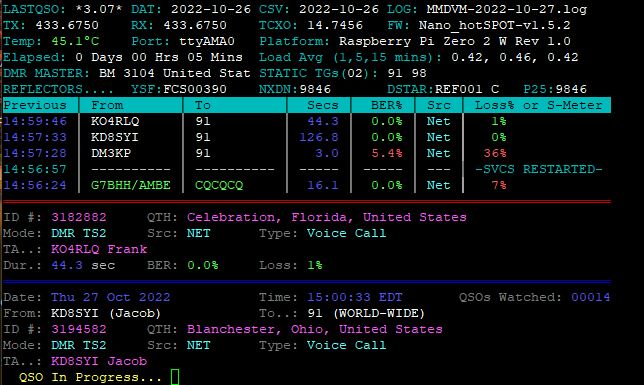 LASTQSO: *3.07* DAT: 2022-10-26 CSV: 2022-10-26 LOG: MMDVM-2022-10-27.log
TX: 433.6750 RX: 433.6750 TCXO: 14.7456 FW: Nano_hotSPOT-v1.5.2
Temp: 45.1°C Port: ttyAMA0 Platform: Raspberry Pi Zero 2 W Rev 1.0
Elapsed: 0 Days 00 Hrs 05 Mins Load Avg (1,5,15 mins): 0.42, 0.46, 0.42
DMR MASTER: BM 3104 United Stat STATIC TGs(02): 91 98
REFLECTORS.... YSF:FCS00390 NXDN:9846 DSTAR:REF001 C P25:9846
Previous | From | To | Secs | BER% | Src | Loss% or S-Meter
14:59:46 | KO4RLQ | 91 | 44.3 | 0.0% | Net | 1%
14:57:33 | KD8SYI | 91 | 126.8 | 0.0% | Net | 0%
14:57:28 | DM3KP | 91 | 3.0 | 5.4% | Net | 36%
14:56:57 | ---------- | ---------- | ----- | ---- | --- | -SVCS RESTARTED-
14:56:24 | G7BHH/AMBE | CQCQCQ | 16.1 | 0.0% | Net | 7%
ID #: 3182882 QTH: Celebration, Florida, United States
Mode: DMR TS2 Src: NET Type: Voice Call
TA..: KO4RLQ Frank
Dur.: 44.3 sec BER: 0.0% Loss: 1%
Date: Thu 27 Oct 2022 Time: 15:00:33 EDT QSOs Watched: 00014
From: KD8SYI (Jacob) To..: 91 (WORLD-WIDE)
ID #: 3194582 QTH: Blanchester, Ohio, United States
Mode: DMR TS2 Src: NET Type: Voice Call
TA..: KD8SYI Jacob
QSO In Progress...